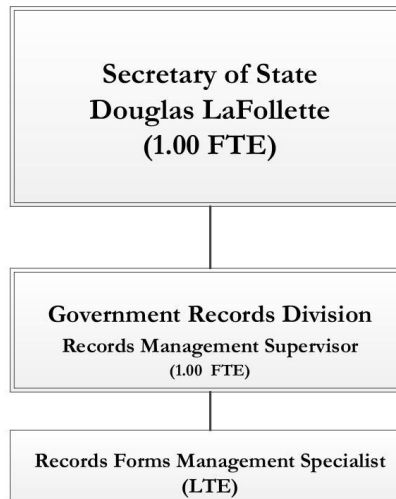 Secretary of State
Douglas LaFollette
(1.00 FTE)
Government Records Division
Records Management Supervisor
(1.00 FTE)
Records Forms Management Specialist
(LTE)